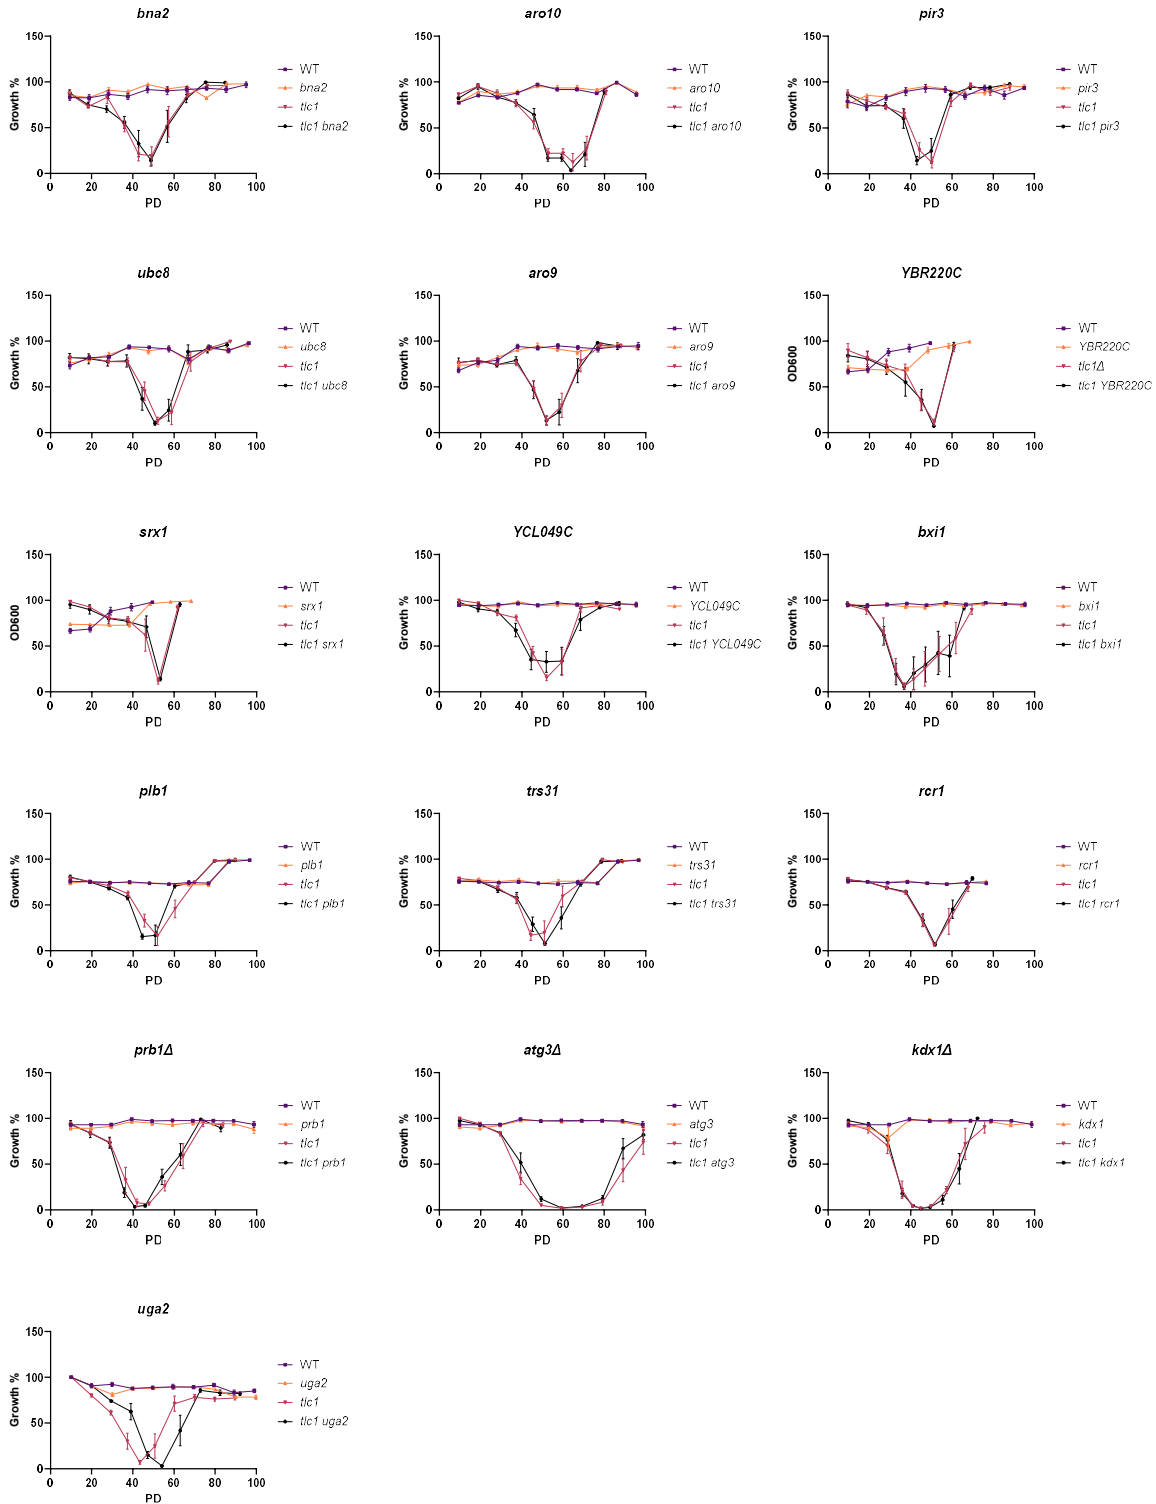 bna2
Growth %
150
100
50
0
0 20 40 60 80 100
PD
WT
bna2
tlc1
tlc1 bna2
aro10
Growth %
150
100
50
0
0 20 40 60 80 100
PD
WT
aro10
tlc1
tlc1 aro10
pir3
Growth %
150
100
50
0
0 20 40 60 80 100
PD
WT
pir3
tlc1
tlc1 pir3
ubc8
Growth %
150
100
50
0
0 20 40 60 80 100
PD
WT
ubc8
tlc1
tlc1 ubc8
aro9
Growth %
150
100
50
0
0 20 40 60 80 100
PD
WT
aro9
tlc1
tlc1 aro9
YBR220C
OD600
150
100
50
0
0 20 40 60 80 100
PD
WT
YBR220C
tlc1Δ
tlc1 YBR220C
srx1
OD600
150
100
50
0
0 20 40 60 80 100
PD
WT
srx1
tlc1
tlc1 srx1
YCL049C
Growth %
150
100
50
0
0 20 40 60 80 100
PD
WT
YCL049C
tlc1
tlc1 YCL049C
bxi1
Growth %
150
100
50
0
0 20 40 60 80 100
PD
WT
bxi1
tlc1
tlc1 bxi1
plb1
Growth %
150
100
50
0
0 20 40 60 80 100
PD
WT
plb1
tlc1
tlc1 plb1
trs31
Growth %
150
100
50
0
0 20 40 60 80 100
PD
WT
trs31
tlc1
tlc1 trs31
rcr1
Growth %
150
100
50
0
0 20 40 60 80 100
PD
WT
rcr1
tlc1
tlc1 rcr1
prb1Δ
Growth %
150
100
50
0
0 20 40 60 80 100
PD
WT
prb1
tlc1
tlc1 prb1
atg3Δ
Growth %
150
100
50
0
0 20 40 60 80 100
PD
WT
atg3
tlc1
tlc1 atg3
kdx1Δ
Growth %
150
100
50
0
0 20 40 60 80 100
PD
WT
kdx1
tlc1
tlc1 kdx1
uga2
Growth %
150
100
50
0
0 20 40 60 80 100
PD
WT
uga2
tlc1
tlc1 uga2